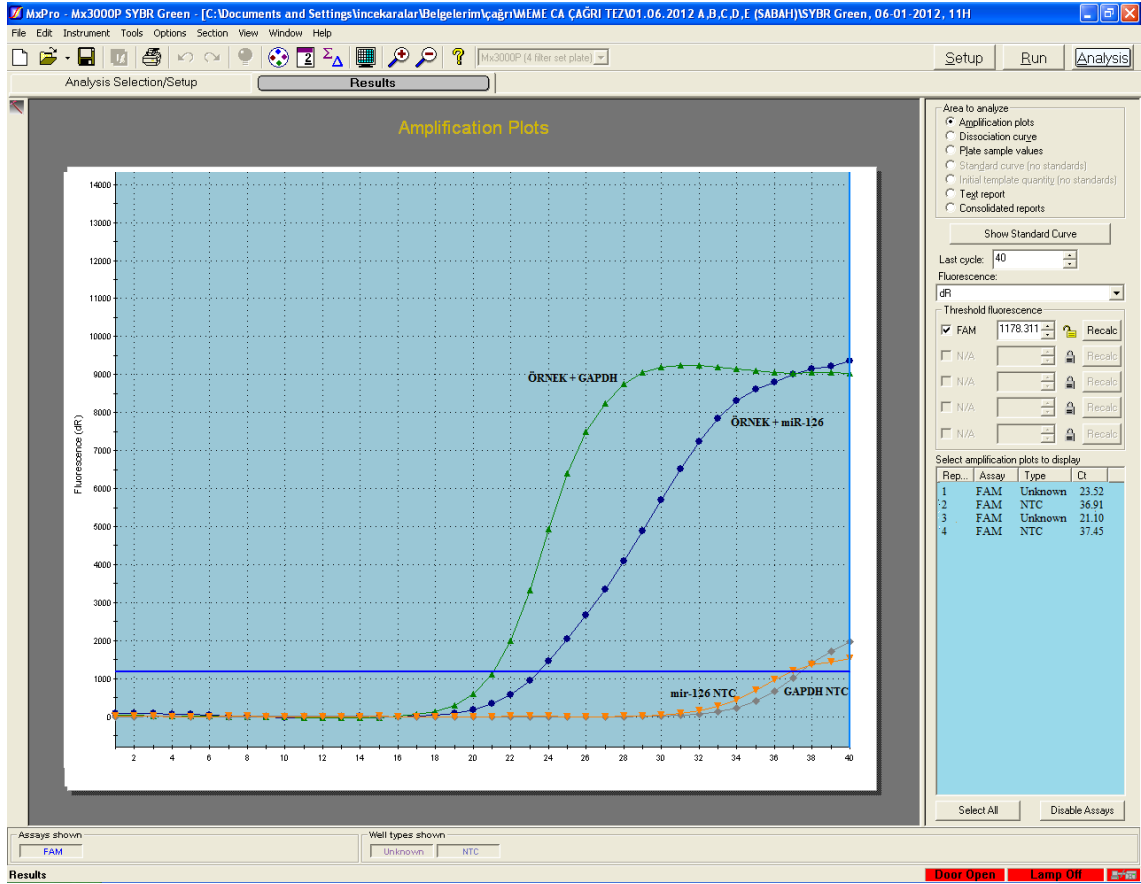 MxPro - Mx3000P SYBR Green - [C:\Documents and Settings\incekaralar\Belgelerim\çağrı\MEME CA ÇAĞRI TEZ\01.06.2012 A,B,C,D,E (SABAH)\SYBR Green, 06-01-2012, 11H
File Edit Instrument Tools Options Section View Window Help
Mx3000P (4 filter set plate)
Setup Run Analysis
Analysis Selection/Setup Results
Amplification Plots
14000
13000
12000
11000
10000
9000
8000
7000
6000
5000
4000
3000
2000
1000
0
Fluorescence (dR)
ÖRNEK + GAPDH
ÖRNEK + miR-126
mir-126 NTC
GAPDH NTC
2 4 6 8 10 12 14 16 18 20 22 24 26 28 30 32 34 36 38 40
Area to analyze
Amplification plots
Dissociation curve
Plate sample values
Standard curve (no standards)
Initial template quantity (no standards)
Text report
Consolidated reports
Show Standard Curve
Last cycle: 40
Fluorescence:
dR
Threshold fluorescence
FAM 1178.311 Recalc
N/A Recalc
N/A Recalc
N/A Recalc
N/A Recalc
Select amplification plots to display
Rep... Assay Type Ct
1 FAM Unknown 23.52
2 FAM NTC 36.91
3 FAM Unknown 21.10
4 FAM NTC 37.45
Select All Disable Assays
Assays shown
FAM
Well types shown
Unknown NTC
Results
Door Open Lamp Off